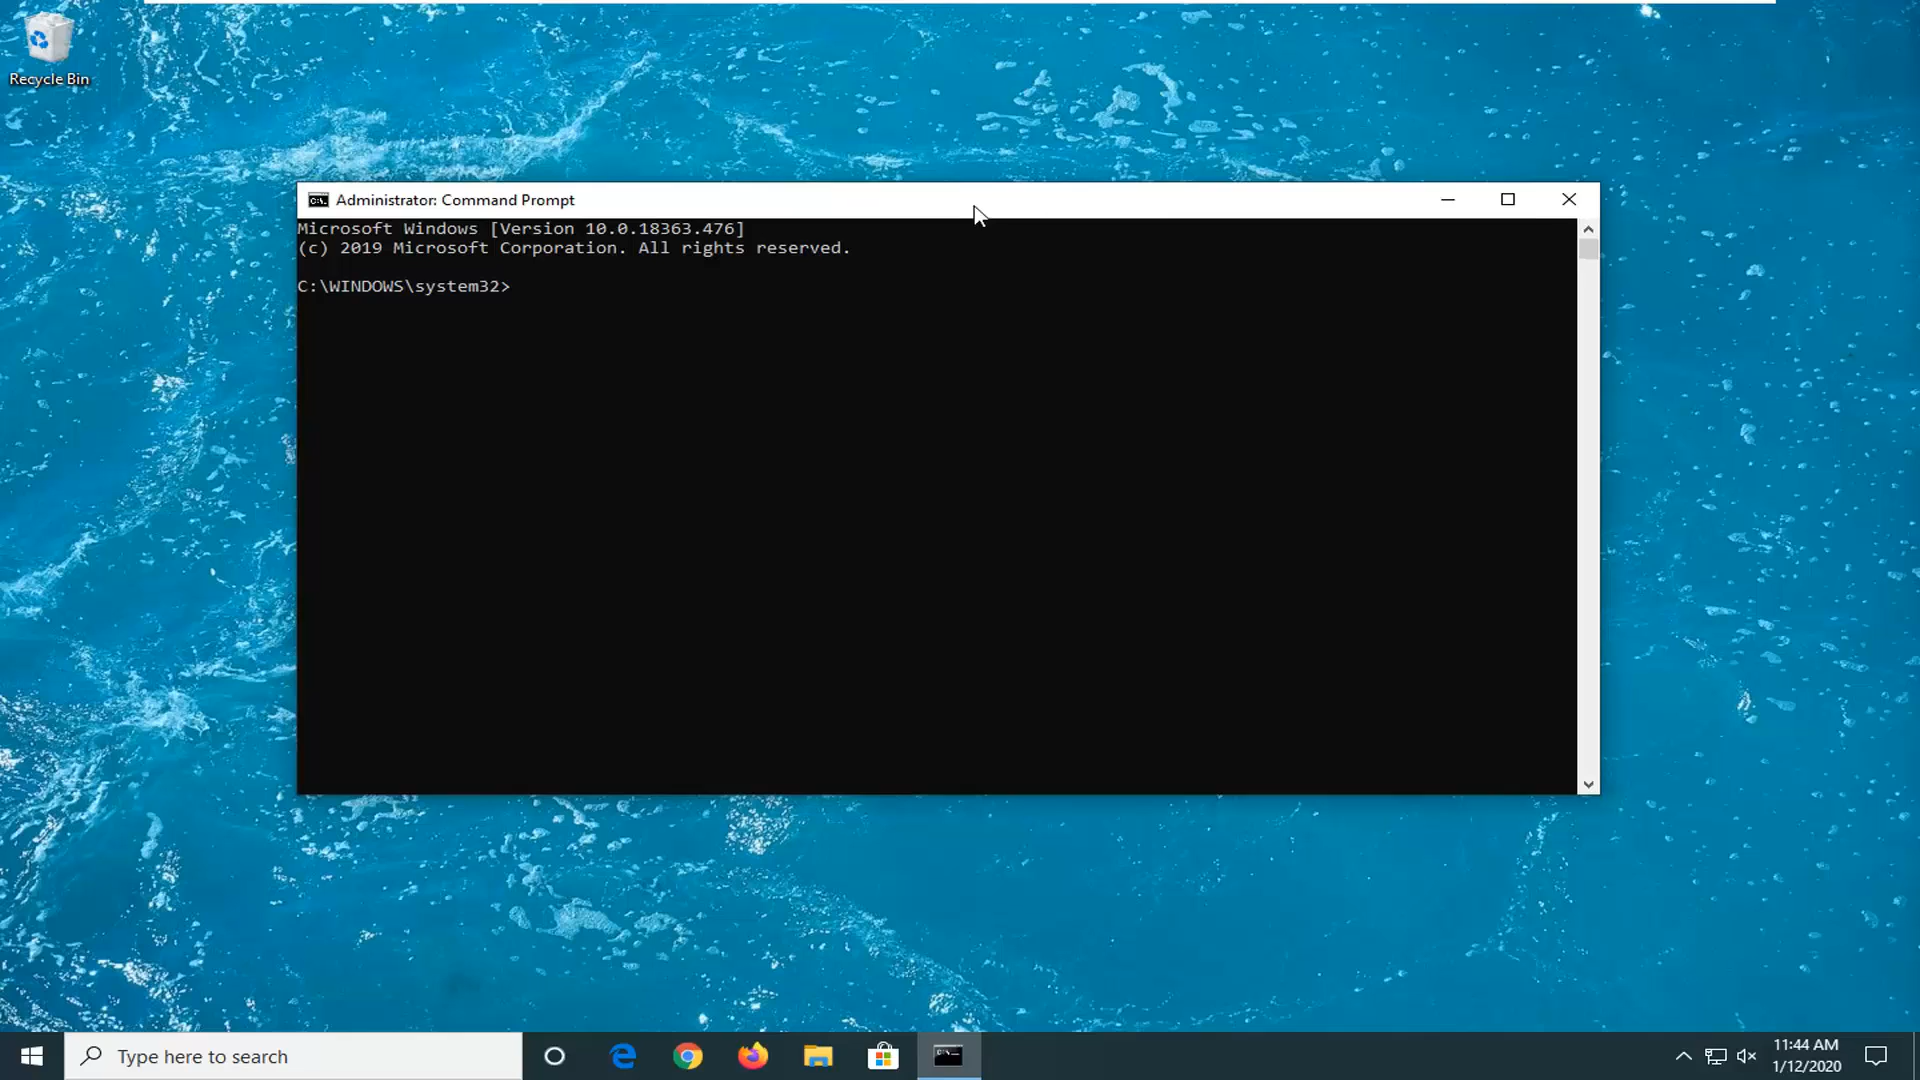 Recycle Bin
Administrator: Command Prompt
Microsoft Windows [Version 10.0.18363.476]
(c) 2019 Microsoft Corporation. All rights reserved.
C:\WINDOWS\system32>
Type here to search
11:44 AM
1/12/2020